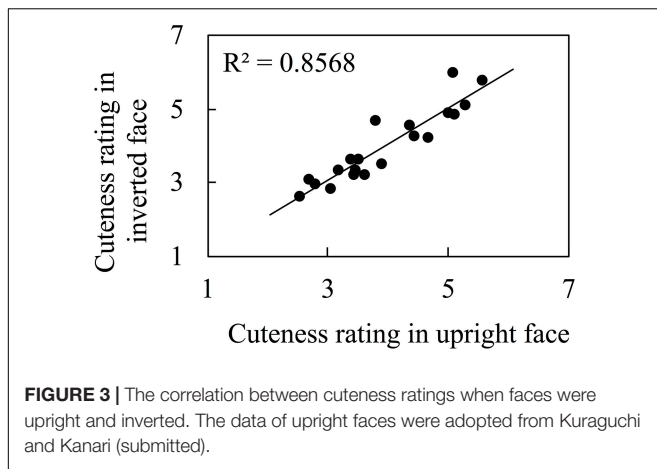 7
R² = 0.8568
5
3
1
1 3 5 7
Cuteness rating in
inverted face
Cuteness rating in upright face
FIGURE 3 | The correlation between cuteness ratings when faces were
upright and inverted. The data of upright faces were adopted from Kuraguchi
and Kanari (submitted).